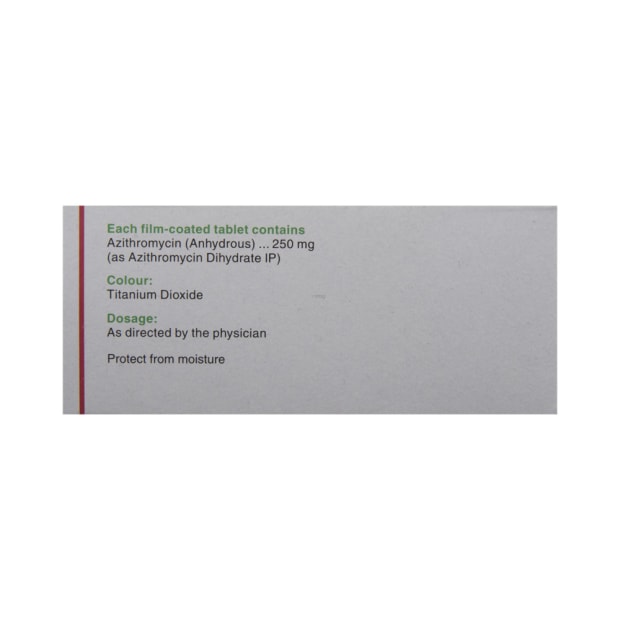 Each film-coated tablet contains
Azithromycin (Anhydrous) ... 250 mg
(as Azithromycin Dihydrate IP)
Colour:
Titanium Dioxide
Dosage:
As directed by the physician
Protect from moisture